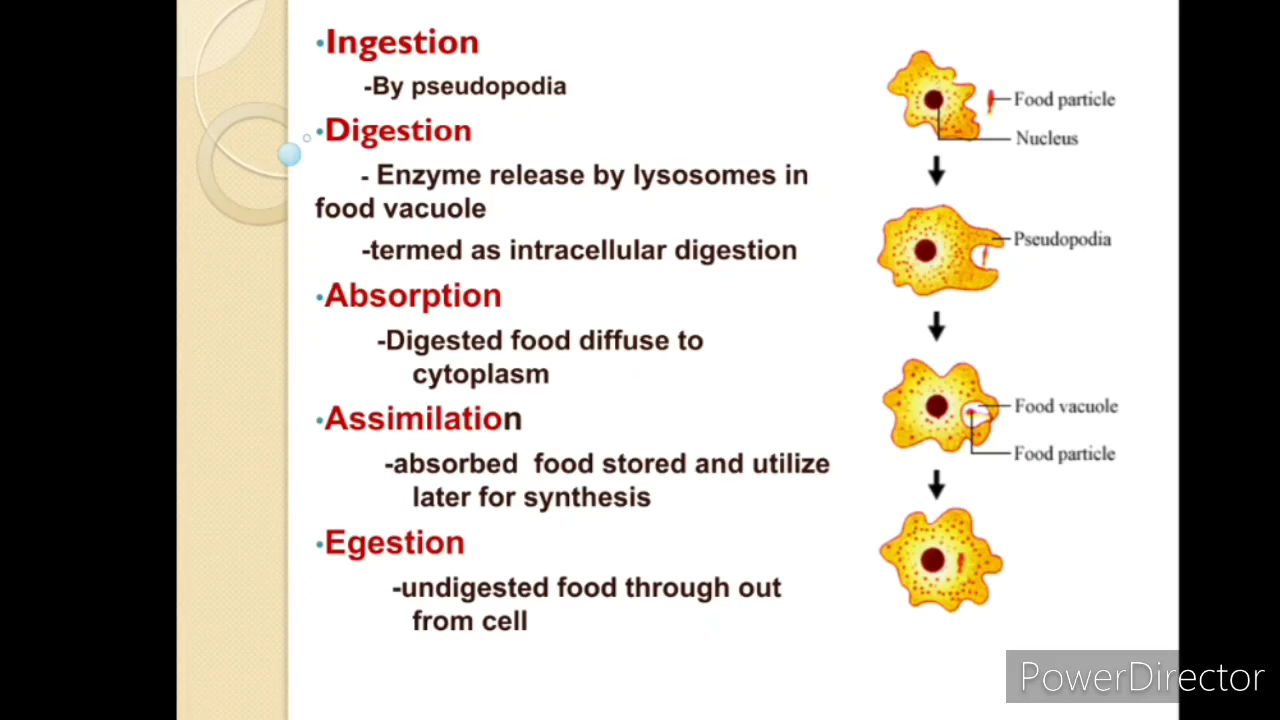 •Ingestion
-By pseudopodia
•Digestion
- Enzyme release by lysosomes in
food vacuole
-termed as intracellular digestion
•Absorption
-Digested food diffuse to
cytoplasm
•Assimilation
-absorbed food stored and utilize
later for synthesis
•Egestion
-undigested food through out
from cell
Food particle
Nucleus
Pseudopodia
Food vacuole
Food particle
PowerDirector